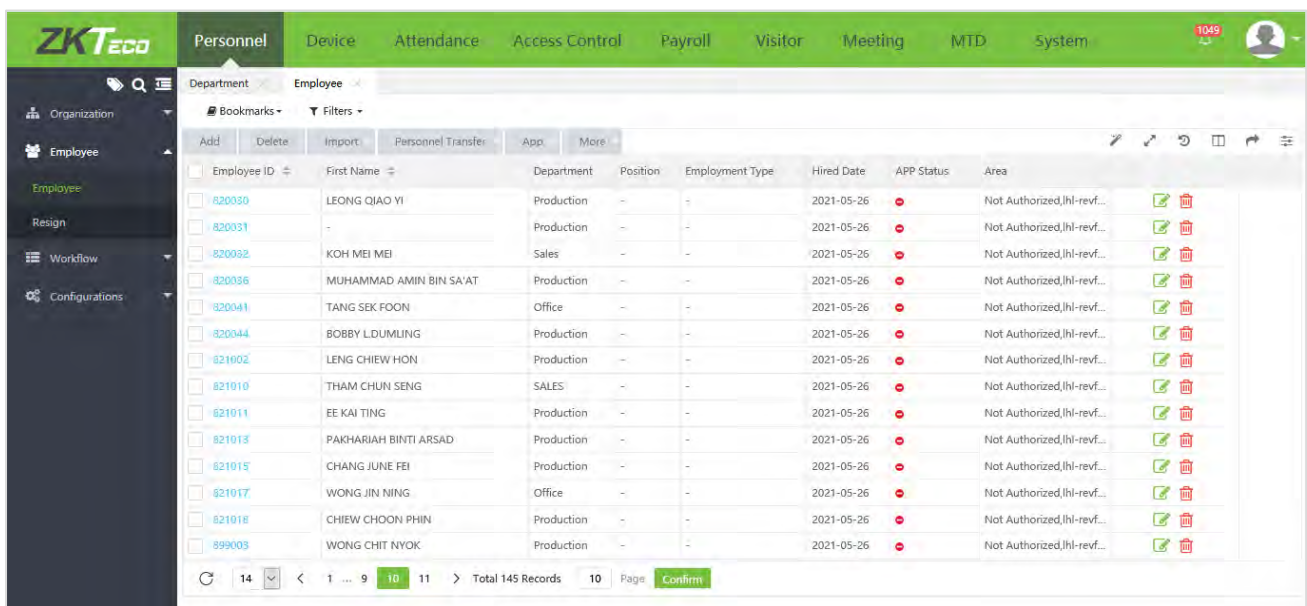 ZKTeco Personnel Device Attendance Access Control Payroll Visitor Meeting MTD System 1049
Department Employee
Organization
Bookmarks Filters
Add Delete Import Personnel Transfer App More
Employee
Employee ID First Name Department Position Employment Type Hired Date APP Status Area
Employee
820030 LEONG QIAO YI Production - - 2021-05-26 Not Authorized,lhl-revf...
820031 - Production - - 2021-05-26 Not Authorized,lhl-revf...
Resign
820032 KOH MEI MEI Sales - - 2021-05-26 Not Authorized,lhl-revf...
Workflow
820036 MUHAMMAD AMIN BIN SA'AT Production - - 2021-05-26 Not Authorized,lhl-revf...
Configurations
820041 TANG SEK FOON Office - - 2021-05-26 Not Authorized,lhl-revf...
820044 BOBBY L.DUMLING Production - - 2021-05-26 Not Authorized,lhl-revf...
821002 LENG CHIEW HON Production - - 2021-05-26 Not Authorized,lhl-revf...
821010 THAM CHUN SENG SALES - - 2021-05-26 Not Authorized,lhl-revf...
821011 EE KAI TING Production - - 2021-05-26 Not Authorized,lhl-revf...
821013 PAKHARIAH BINTI ARSAD Production - - 2021-05-26 Not Authorized,lhl-revf...
821015 CHANG JUNE FEI Production - - 2021-05-26 Not Authorized,lhl-revf...
821017 WONG JIN NING Office - - 2021-05-26 Not Authorized,lhl-revf...
821018 CHIEW CHOON PHIN Production - - 2021-05-26 Not Authorized,lhl-revf...
899003 WONG CHIT NYOK Production - - 2021-05-26 Not Authorized,lhl-revf...
14 < 1 ... 9 10 11 > Total 145 Records 10 Page Confirm